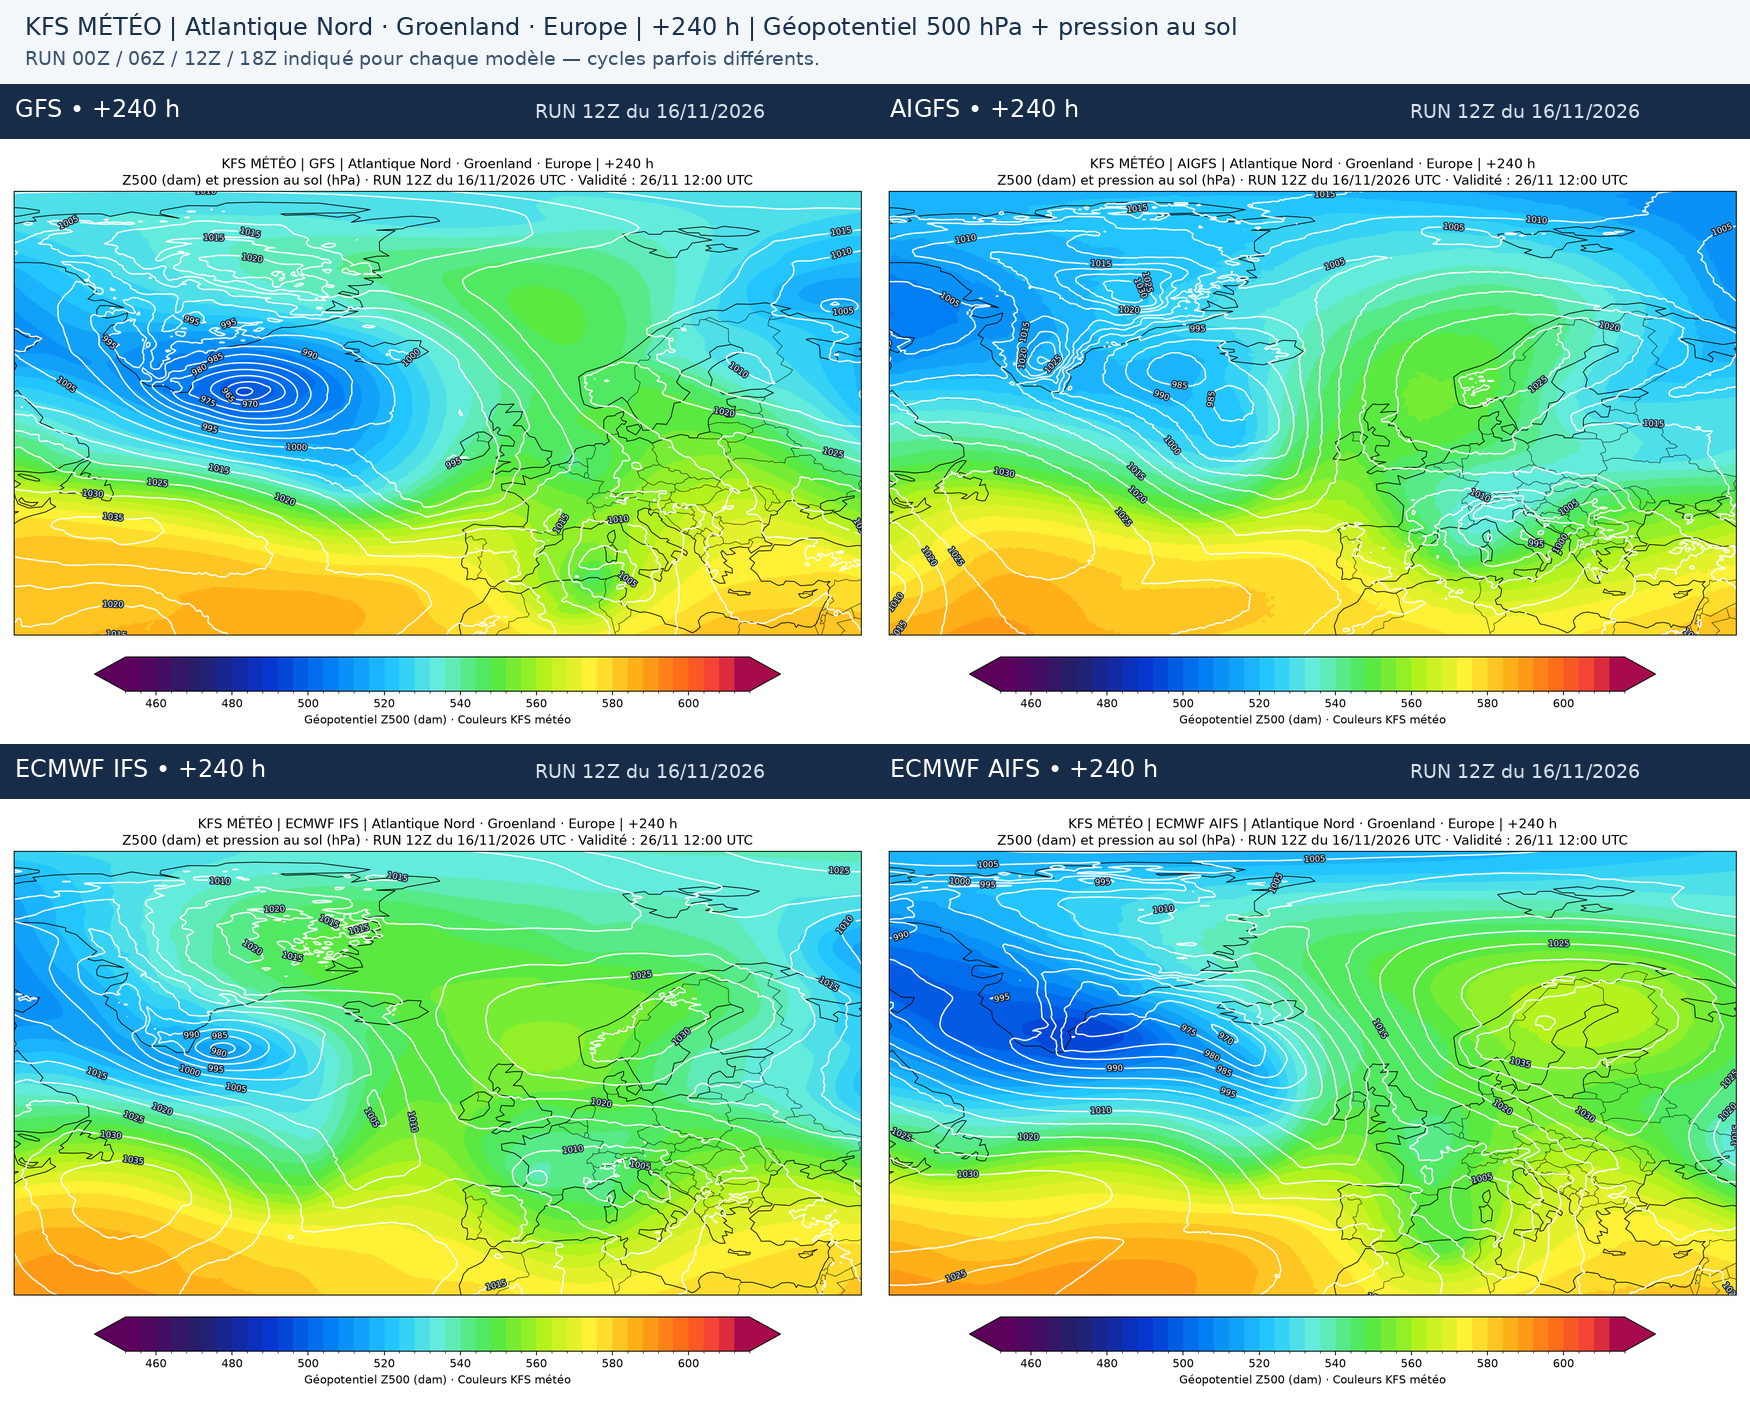 KFS MÉTÉO | Atlantique Nord · Groenland · Europe | +240 h | Géopotentiel 500 hPa + pression au sol
RUN 00Z / 06Z / 12Z / 18Z indiqué pour chaque modèle — cycles parfois différents.
GFS • +240 h
RUN 12Z du 16/11/2026
KFS MÉTÉO | GFS | Atlantique Nord · Groenland · Europe | +240 h
Z500 (dam) et pression au sol (hPa) · RUN 12Z du 16/11/2026 UTC · Validité : 26/11 12:00 UTC
460 480 500 520 540 560 580 600
Géopotentiel Z500 (dam) · Couleurs KFS météo
AIGFS • +240 h
RUN 12Z du 16/11/2026
KFS MÉTÉO | AIGFS | Atlantique Nord · Groenland · Europe | +240 h
Z500 (dam) et pression au sol (hPa) · RUN 12Z du 16/11/2026 UTC · Validité : 26/11 12:00 UTC
460 480 500 520 540 560 580 600
Géopotentiel Z500 (dam) · Couleurs KFS météo
ECMWF IFS • +240 h
RUN 12Z du 16/11/2026
KFS MÉTÉO | ECMWF IFS | Atlantique Nord · Groenland · Europe | +240 h
Z500 (dam) et pression au sol (hPa) · RUN 12Z du 16/11/2026 UTC · Validité : 26/11 12:00 UTC
460 480 500 520 540 560 580 600
Géopotentiel Z500 (dam) · Couleurs KFS météo
ECMWF AIFS • +240 h
RUN 12Z du 16/11/2026
KFS MÉTÉO | ECMWF AIFS | Atlantique Nord · Groenland · Europe | +240 h
Z500 (dam) et pression au sol (hPa) · RUN 12Z du 16/11/2026 UTC · Validité : 26/11 12:00 UTC
460 480 500 520 540 560 580 600
Géopotentiel Z500 (dam) · Couleurs KFS météo